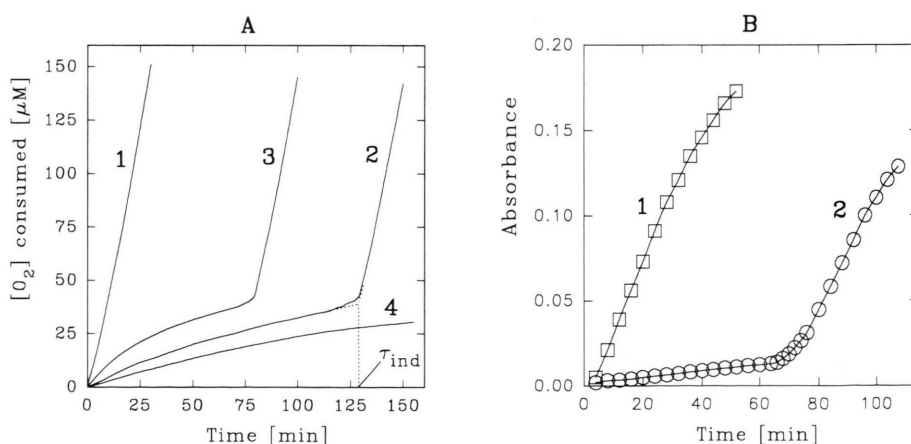 A
[O₂] consumed [μM]
150
125
100
75
50
25
0
0 25 50 75 100 125 150
Time [min]
1
3
2
4
τind
B
Absorbance
0.20
0.15
0.10
0.05
0.00
0 20 40 60 80 100
Time [min]
1
2